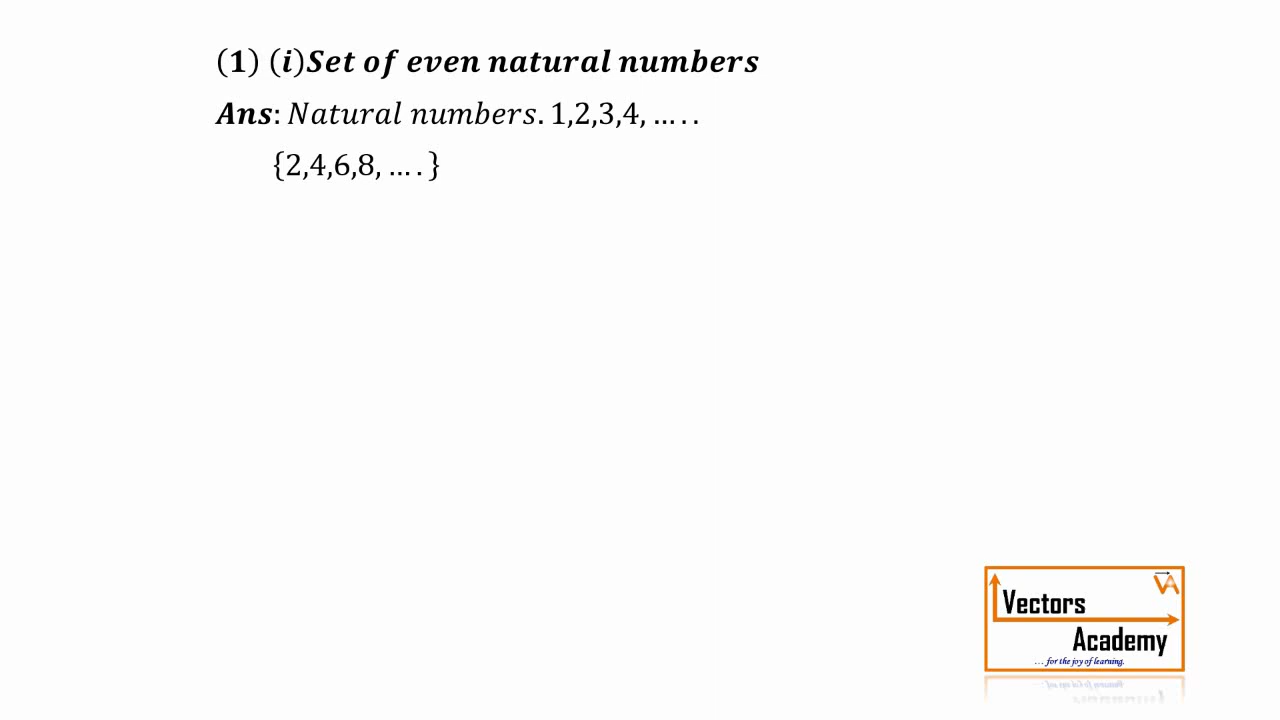 (1) (i)Set of even natural numbers
Ans: Natural numbers. 1,2,3,4, … . .
{2,4,6,8, … . }
VA
Vectors
Academy
… for the joy of learning.